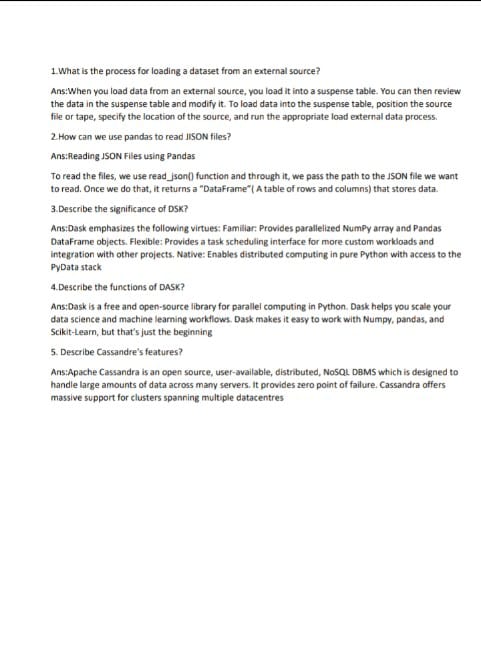 1.What is the process for loading a dataset from an external source?
Ans:When you load data from an external source, you load it into a suspense table. You can then review
the data in the suspense table and modify it. To load data into the suspense table, position the source
file or tape, specify the location of the source, and run the appropriate load external data process.
2.How can we use pandas to read JISON files?
Ans:Reading JSON Files using Pandas
To read the files, we use read_json() function and through it, we pass the path to the JSON file we want
to read. Once we do that, it returns a "DataFrame"( A table of rows and columns) that stores data.
3.Describe the significance of DSK?
Ans:Dask emphasizes the following virtues: Familiar: Provides parallelized NumPy array and Pandas
DataFrame objects. Flexible: Provides a task scheduling interface for more custom workloads and
integration with other projects. Native: Enables distributed computing in pure Python with access to the
PyData stack
4.Describe the functions of DASK?
Ans:Dask is a free and open-source library for parallel computing in Python. Dask helps you scale your
data science and machine learning workflows. Dask makes it easy to work with Numpy, pandas, and
Scikit-Learn, but that's just the beginning
5. Describe Cassandre's features?
Ans:Apache Cassandra is an open source, user-available, distributed, NoSQL DBMS which is designed to
handle large amounts of data across many servers. It provides zero point of failure. Cassandra offers
massive support for clusters spanning multiple datacentres